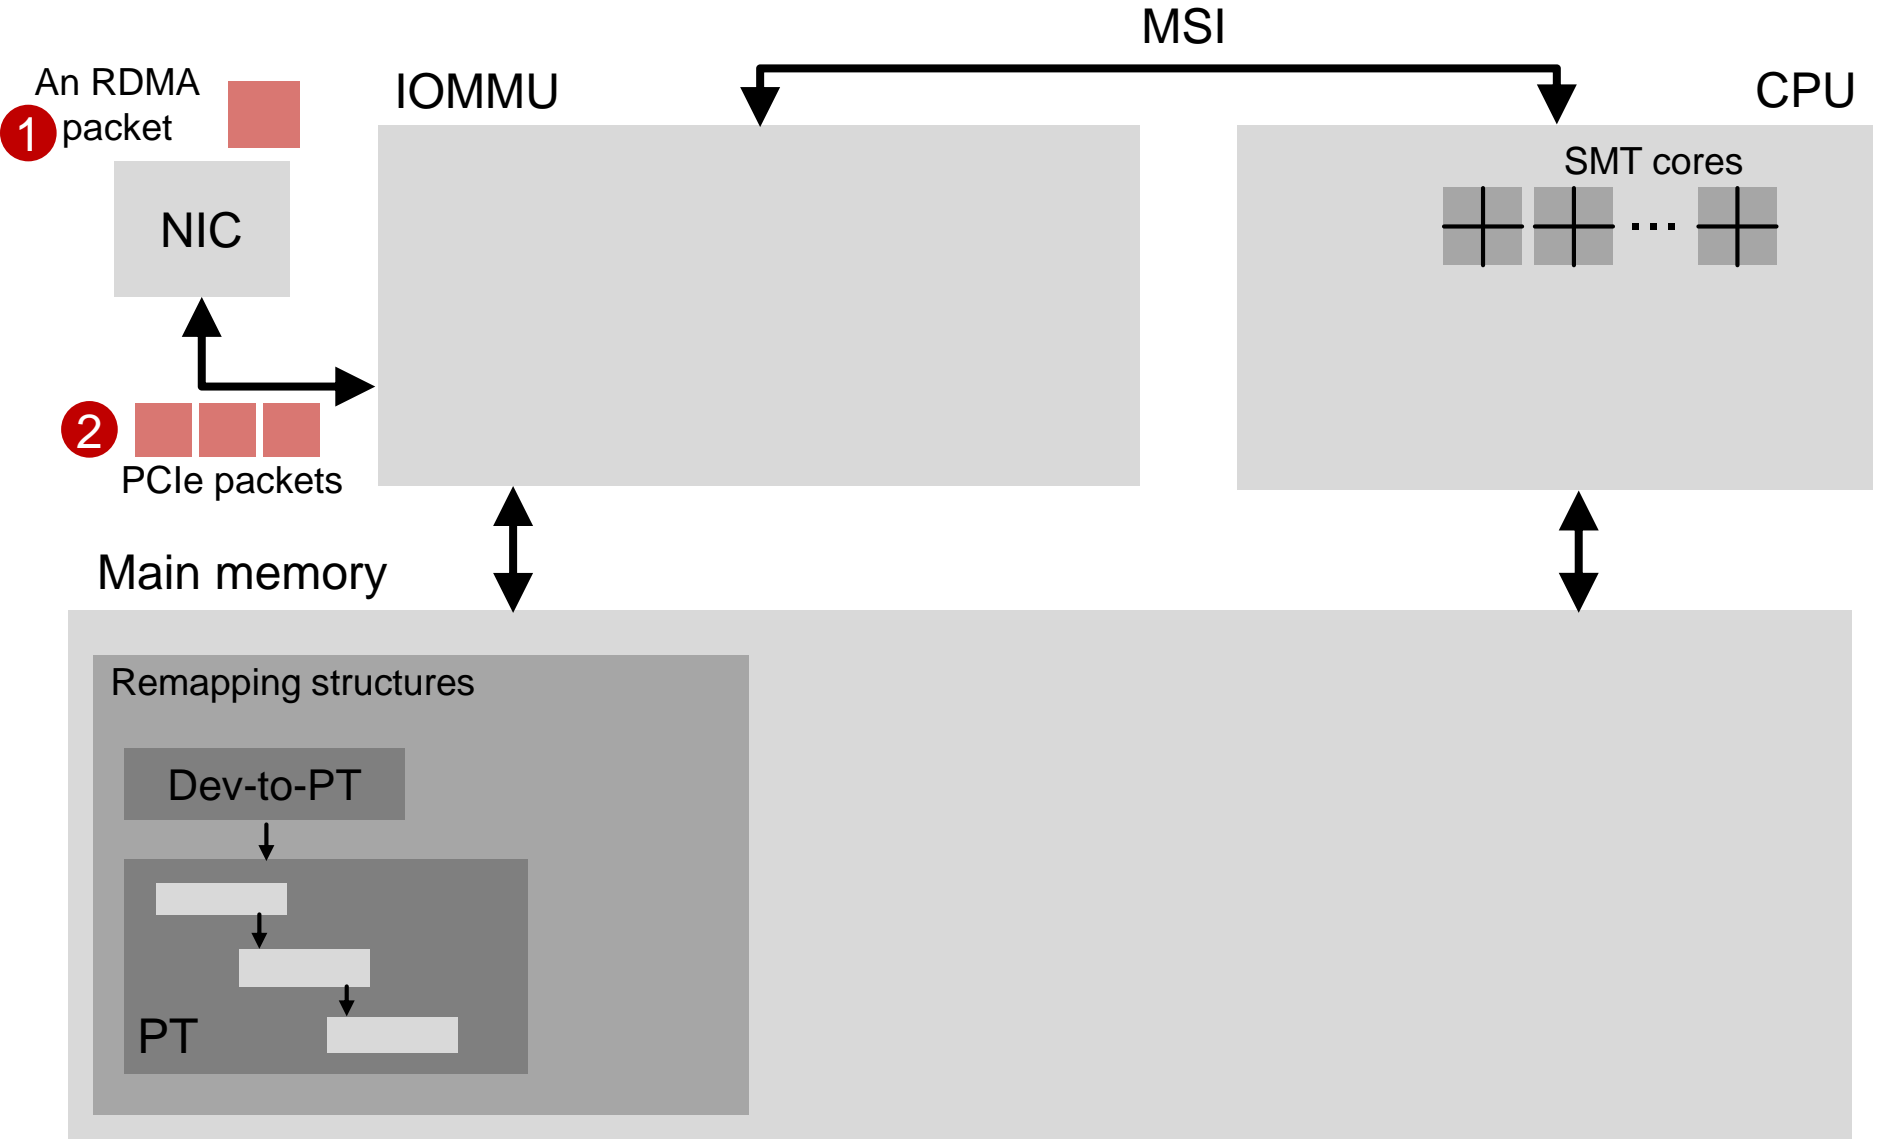 MSI
An RDMA
packet
1
IOMMU
CPU
SMT cores
NIC
...
2
PCIe packets
Main memory
Remapping structures
Dev-to-PT
PT